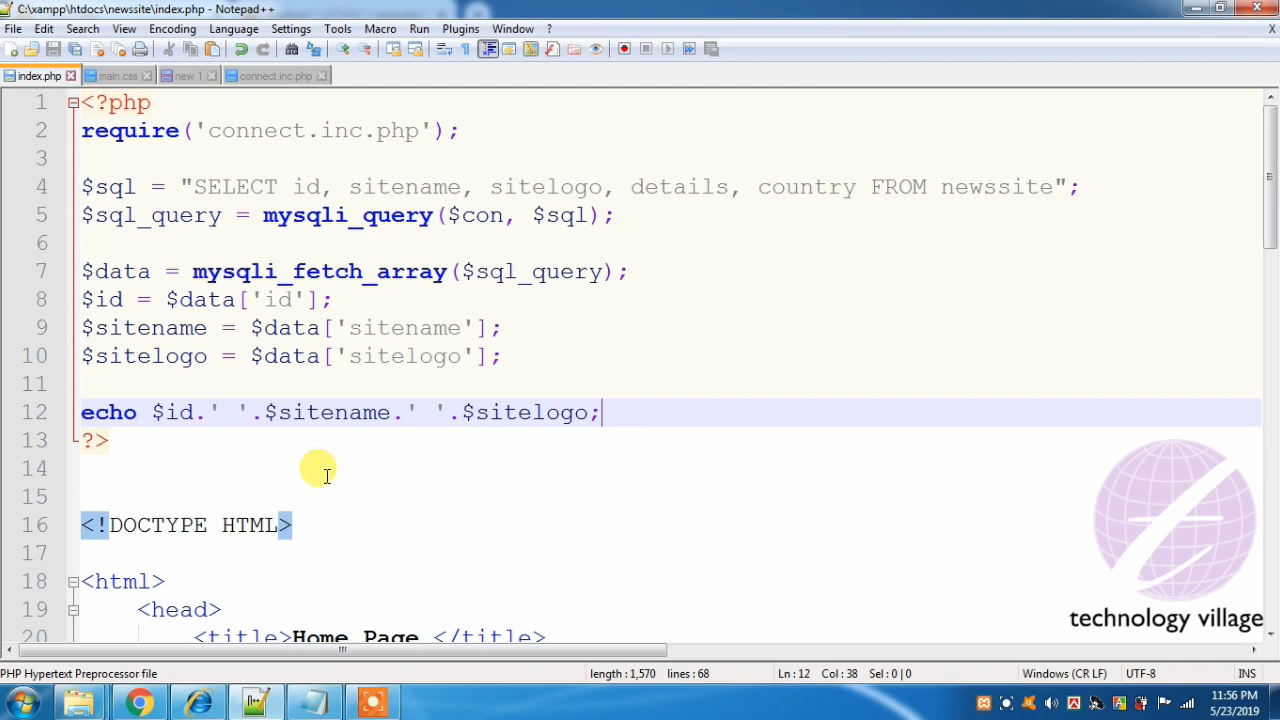 C:\xampp\htdocs\newssite\index.php - Notepad++
File Edit Search View Encoding Language Settings Tools Macro Run Plugins Window ? X
index.php main.css new 1 connect.inc.php
1 <?php
2 require('connect.inc.php');
3
4 $sql = "SELECT id, sitename, sitelogo, details, country FROM newssite";
5 $sql_query = mysqli_query($con, $sql);
6
7 $data = mysqli_fetch_array($sql_query);
8 $id = $data['id'];
9 $sitename = $data['sitename'];
10 $sitelogo = $data['sitelogo'];
11
12 echo $id.' '.$sitename.' '.$sitelogo;
13 ?>
14
15
16 <!DOCTYPE HTML>
17
18 <html>
19 <head>
20 <title>Home Page </title>
technology village
PHP Hypertext Preprocessor file length : 1,570 lines : 68 Ln : 12 Col : 38 Sel : 0 | 0 Windows (CR LF) UTF-8 INS
11:56 PM
5/23/2019